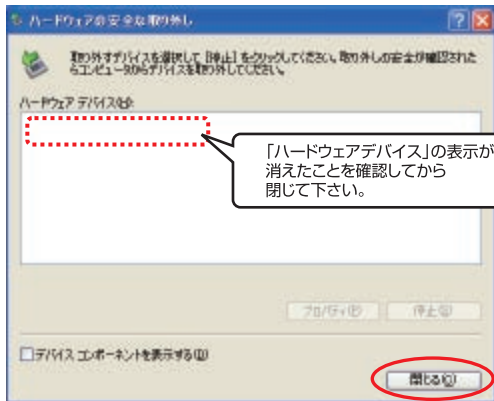 ハードウェアの安全な取り外し
取り外すデバイスを選択して [停止] をクリックしてください。取り外しの安全が確認された
らコンピュータからデバイスを取り外してください。
ハードウェア デバイス(H):
「ハードウェアデバイス」の表示が
消えたことを確認してから
閉じて下さい。
プロパティ(P)
停止(S)
デバイス コンポーネントを表示する(D)
閉じる(C)